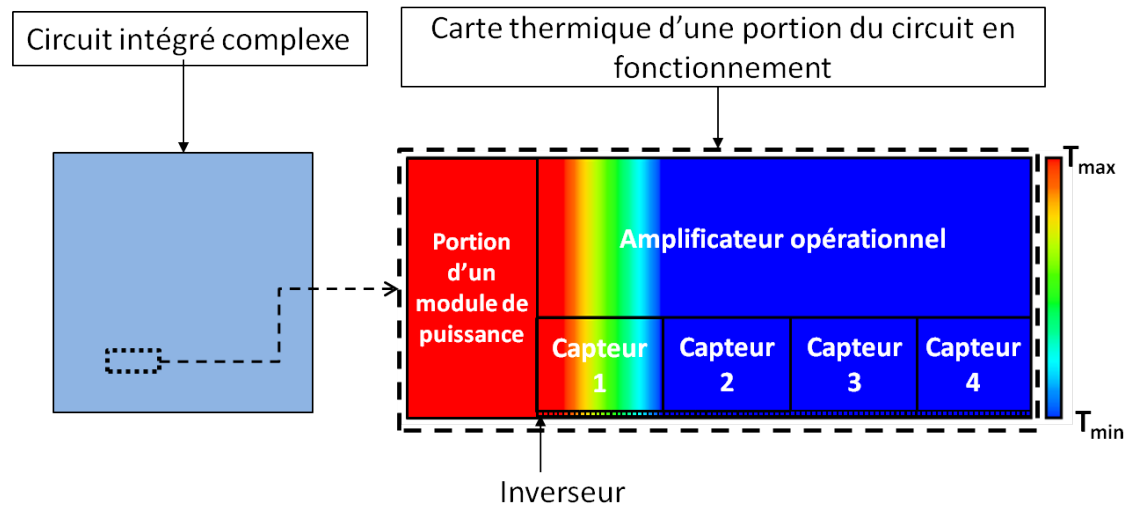 Circuit intégré complexe
Carte thermique d'une portion du circuit en
fonctionnement
Portion
d'un
module de
puissance
Amplificateur opérationnel
Capteur
1
Capteur
2
Capteur
3
Capteur
4
Tmax
Tmin
Inverseur